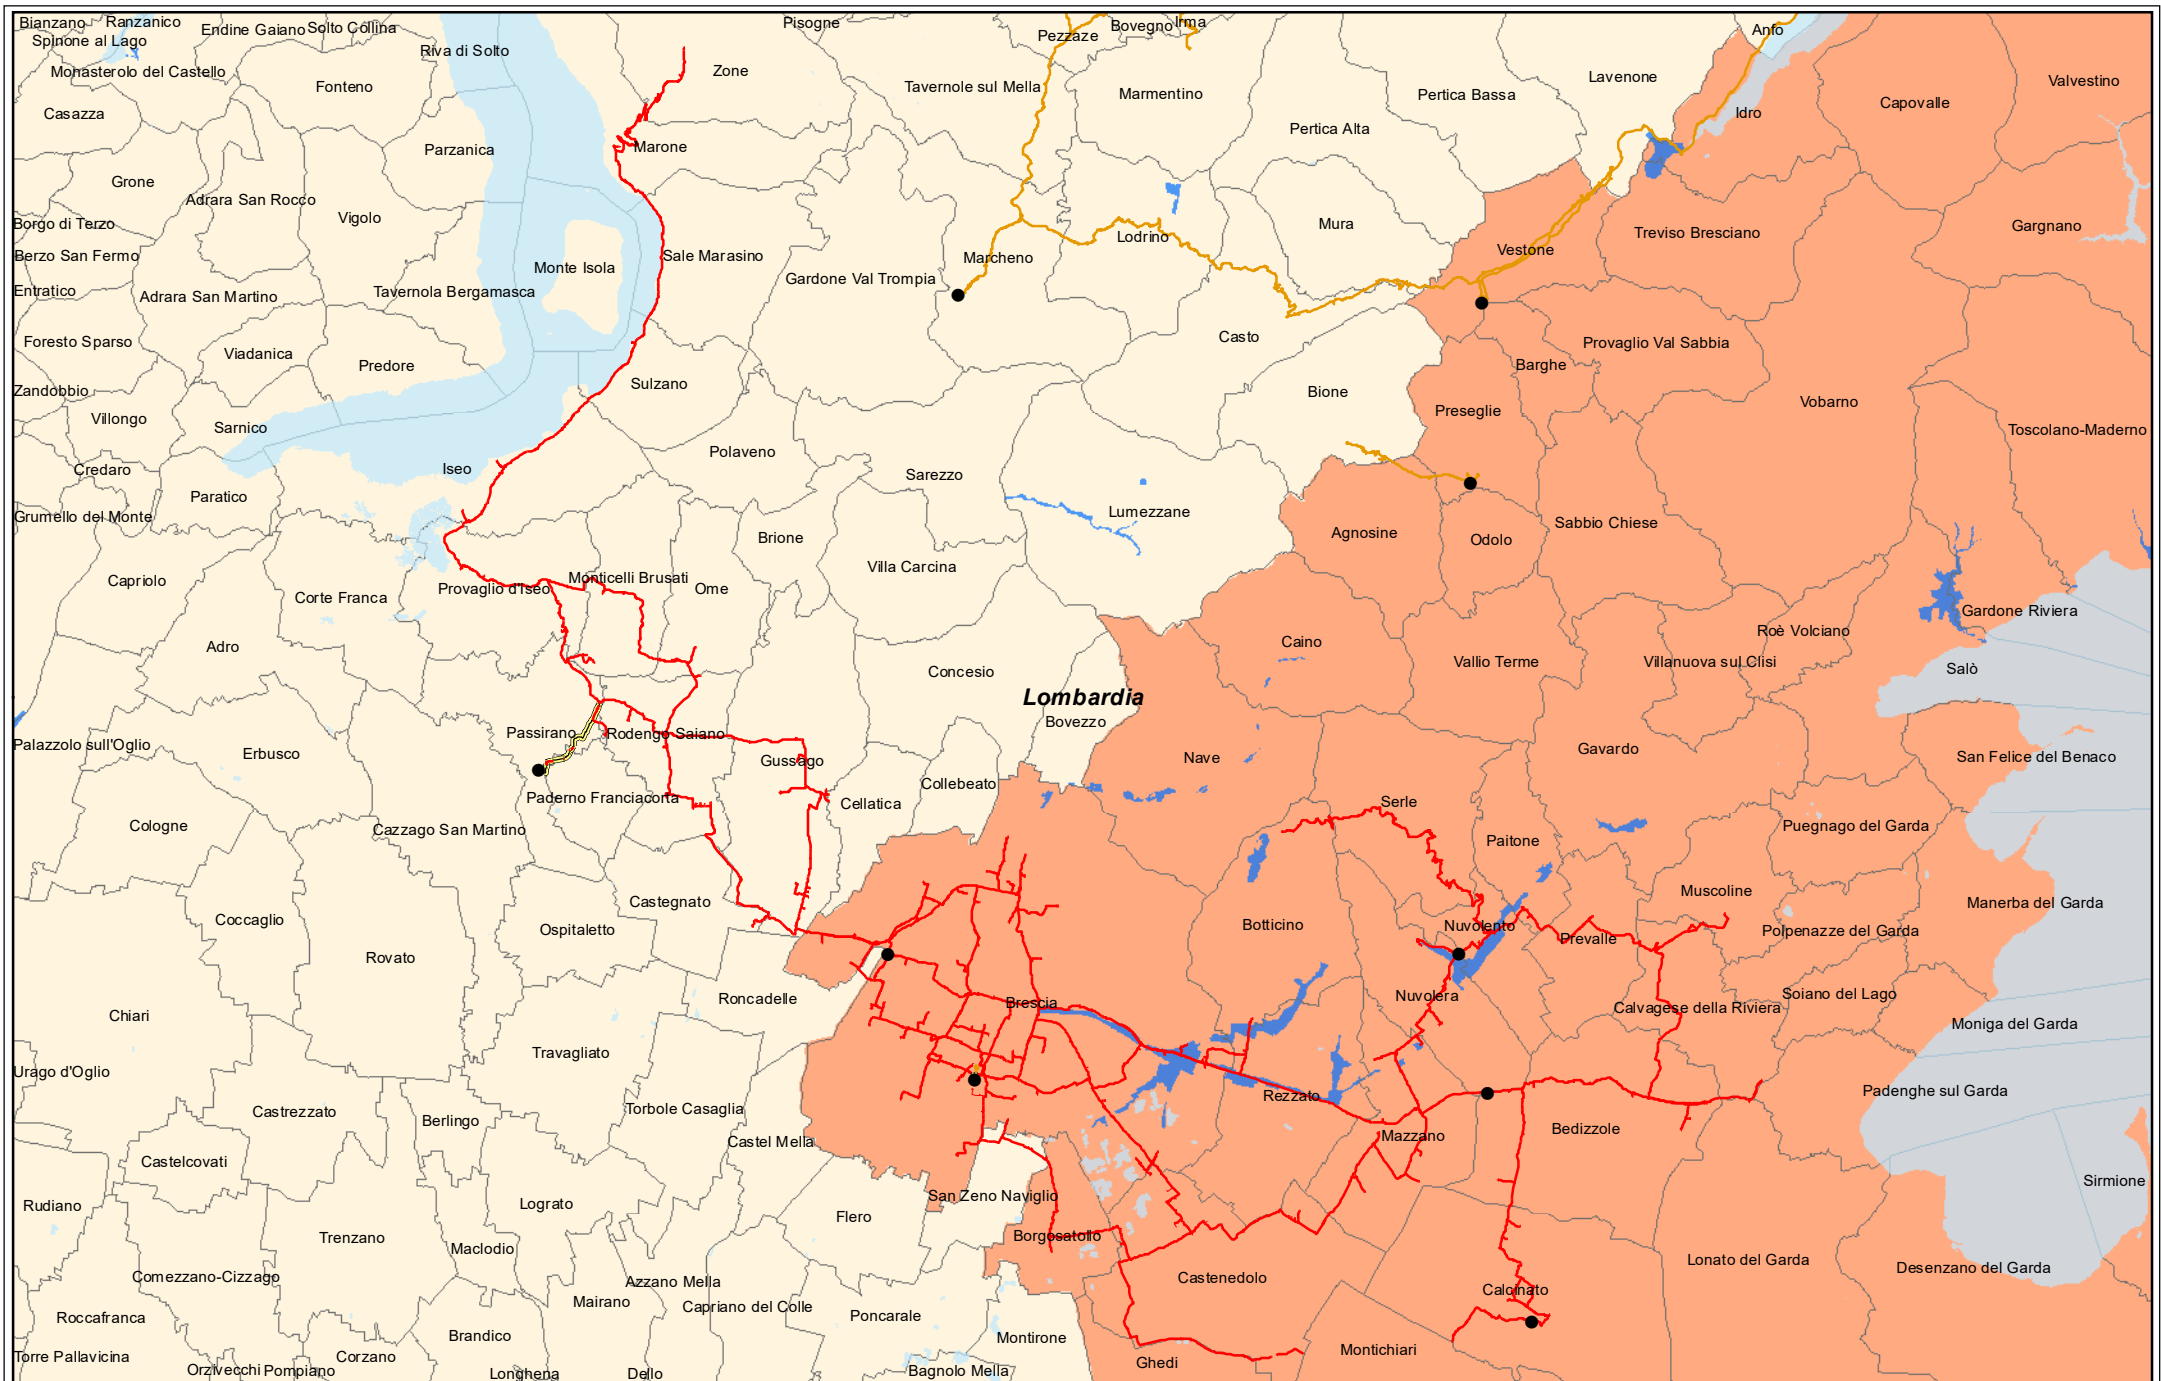 Bianzano
Ranzanico
Endine Gaiano
Solto Collina
Riva di Solto
Pisogne
Pezzaze
Bovegno
Irma
Anfo
Spinone al Lago
Monasterolo del Castello
Fonteno
Zone
Tavernole sul Mella
Marmentino
Pertica Bassa
Lavenone
Capovalle
Valvestino
Casazza
Idro
Parzanica
Marone
Pertica Alta
Grone
Adrara San Rocco
Vigolo
Borgo di Terzo
Mura
Gargnano
Lodrino
Treviso Bresciano
Vestone
Berzo San Fermo
Monte Isola
Sale Marasino
Marcheno
Gardone Val Trompia
Entratico
Adrara San Martino
Tavernola Bergamasca
Foresto Sparso
Viadanica
Predore
Casto
Provaglio Val Sabbia
Barghe
Sulzano
Bione
Zandobbio
Villongo
Sarnico
Preseglie
Vobarno
Toscolano-Maderno
Credaro
Iseo
Polaveno
Sarezzo
Paratico
Grumello del Monte
Lumezzane
Brione
Agnosine
Odolo
Sabbio Chiese
Capriolo
Corte Franca
Provaglio d'Iseo
Monticelli Brusati
Ome
Villa Carcina
Gardone Riviera
Adro
Caino
Roè Volciano
Concesio
Vallio Terme
Villanuova sul Clisi
Salò
Lombardia
Bovezzo
Palazzolo sull'Oglio
Erbusco
Passirano
Rodengo Saiano
Gussago
Nave
Gavardo
San Felice del Benaco
Paderno Franciacorta
Cellatica
Collebeato
Serle
Cologne
Cazzago San Martino
Paitone
Puegnago del Garda
Muscoline
Coccaglio
Castegnato
Ospitaletto
Botticino
Nuvolento
Prevalle
Polpenazze del Garda
Manerba del Garda
Rovato
Roncadelle
Brescia
Nuvolera
Calvagese della Riviera
Soiano del Lago
Chiari
Moniga del Garda
Travagliato
Urago d'Oglio
Rezzato
Padenghe sul Garda
Castrezzato
Berlingo
Torbole Casaglia
Castel Mella
Mazzano
Bedizzole
Castelcovati
Rudiano
Lograto
San Zeno Naviglio
Sirmione
Flero
Trenzano
Maclodio
Borgosatollo
Comezzano-Cizzago
Azzano Mella
Castenedolo
Lonato del Garda
Desenzano del Garda
Mairano
Capriano del Colle
Calcinato
Roccafranca
Poncarale
Brandico
Montirone
Montichiari
Torre Pallavicina
Orzivecchi
Pompiano
Corzano
Longhena
Dello
Bagnolo Mella
Ghedi